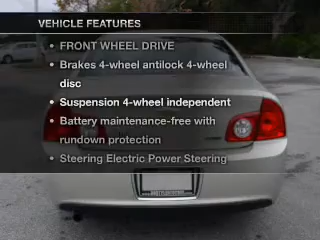 VEHICLE FEATURES
• FRONT WHEEL DRIVE
• Brakes 4-wheel antilock 4-wheel
disc
• Suspension 4-wheel independent
• Battery maintenance-free with
rundown protection
• Steering Electric Power Steering